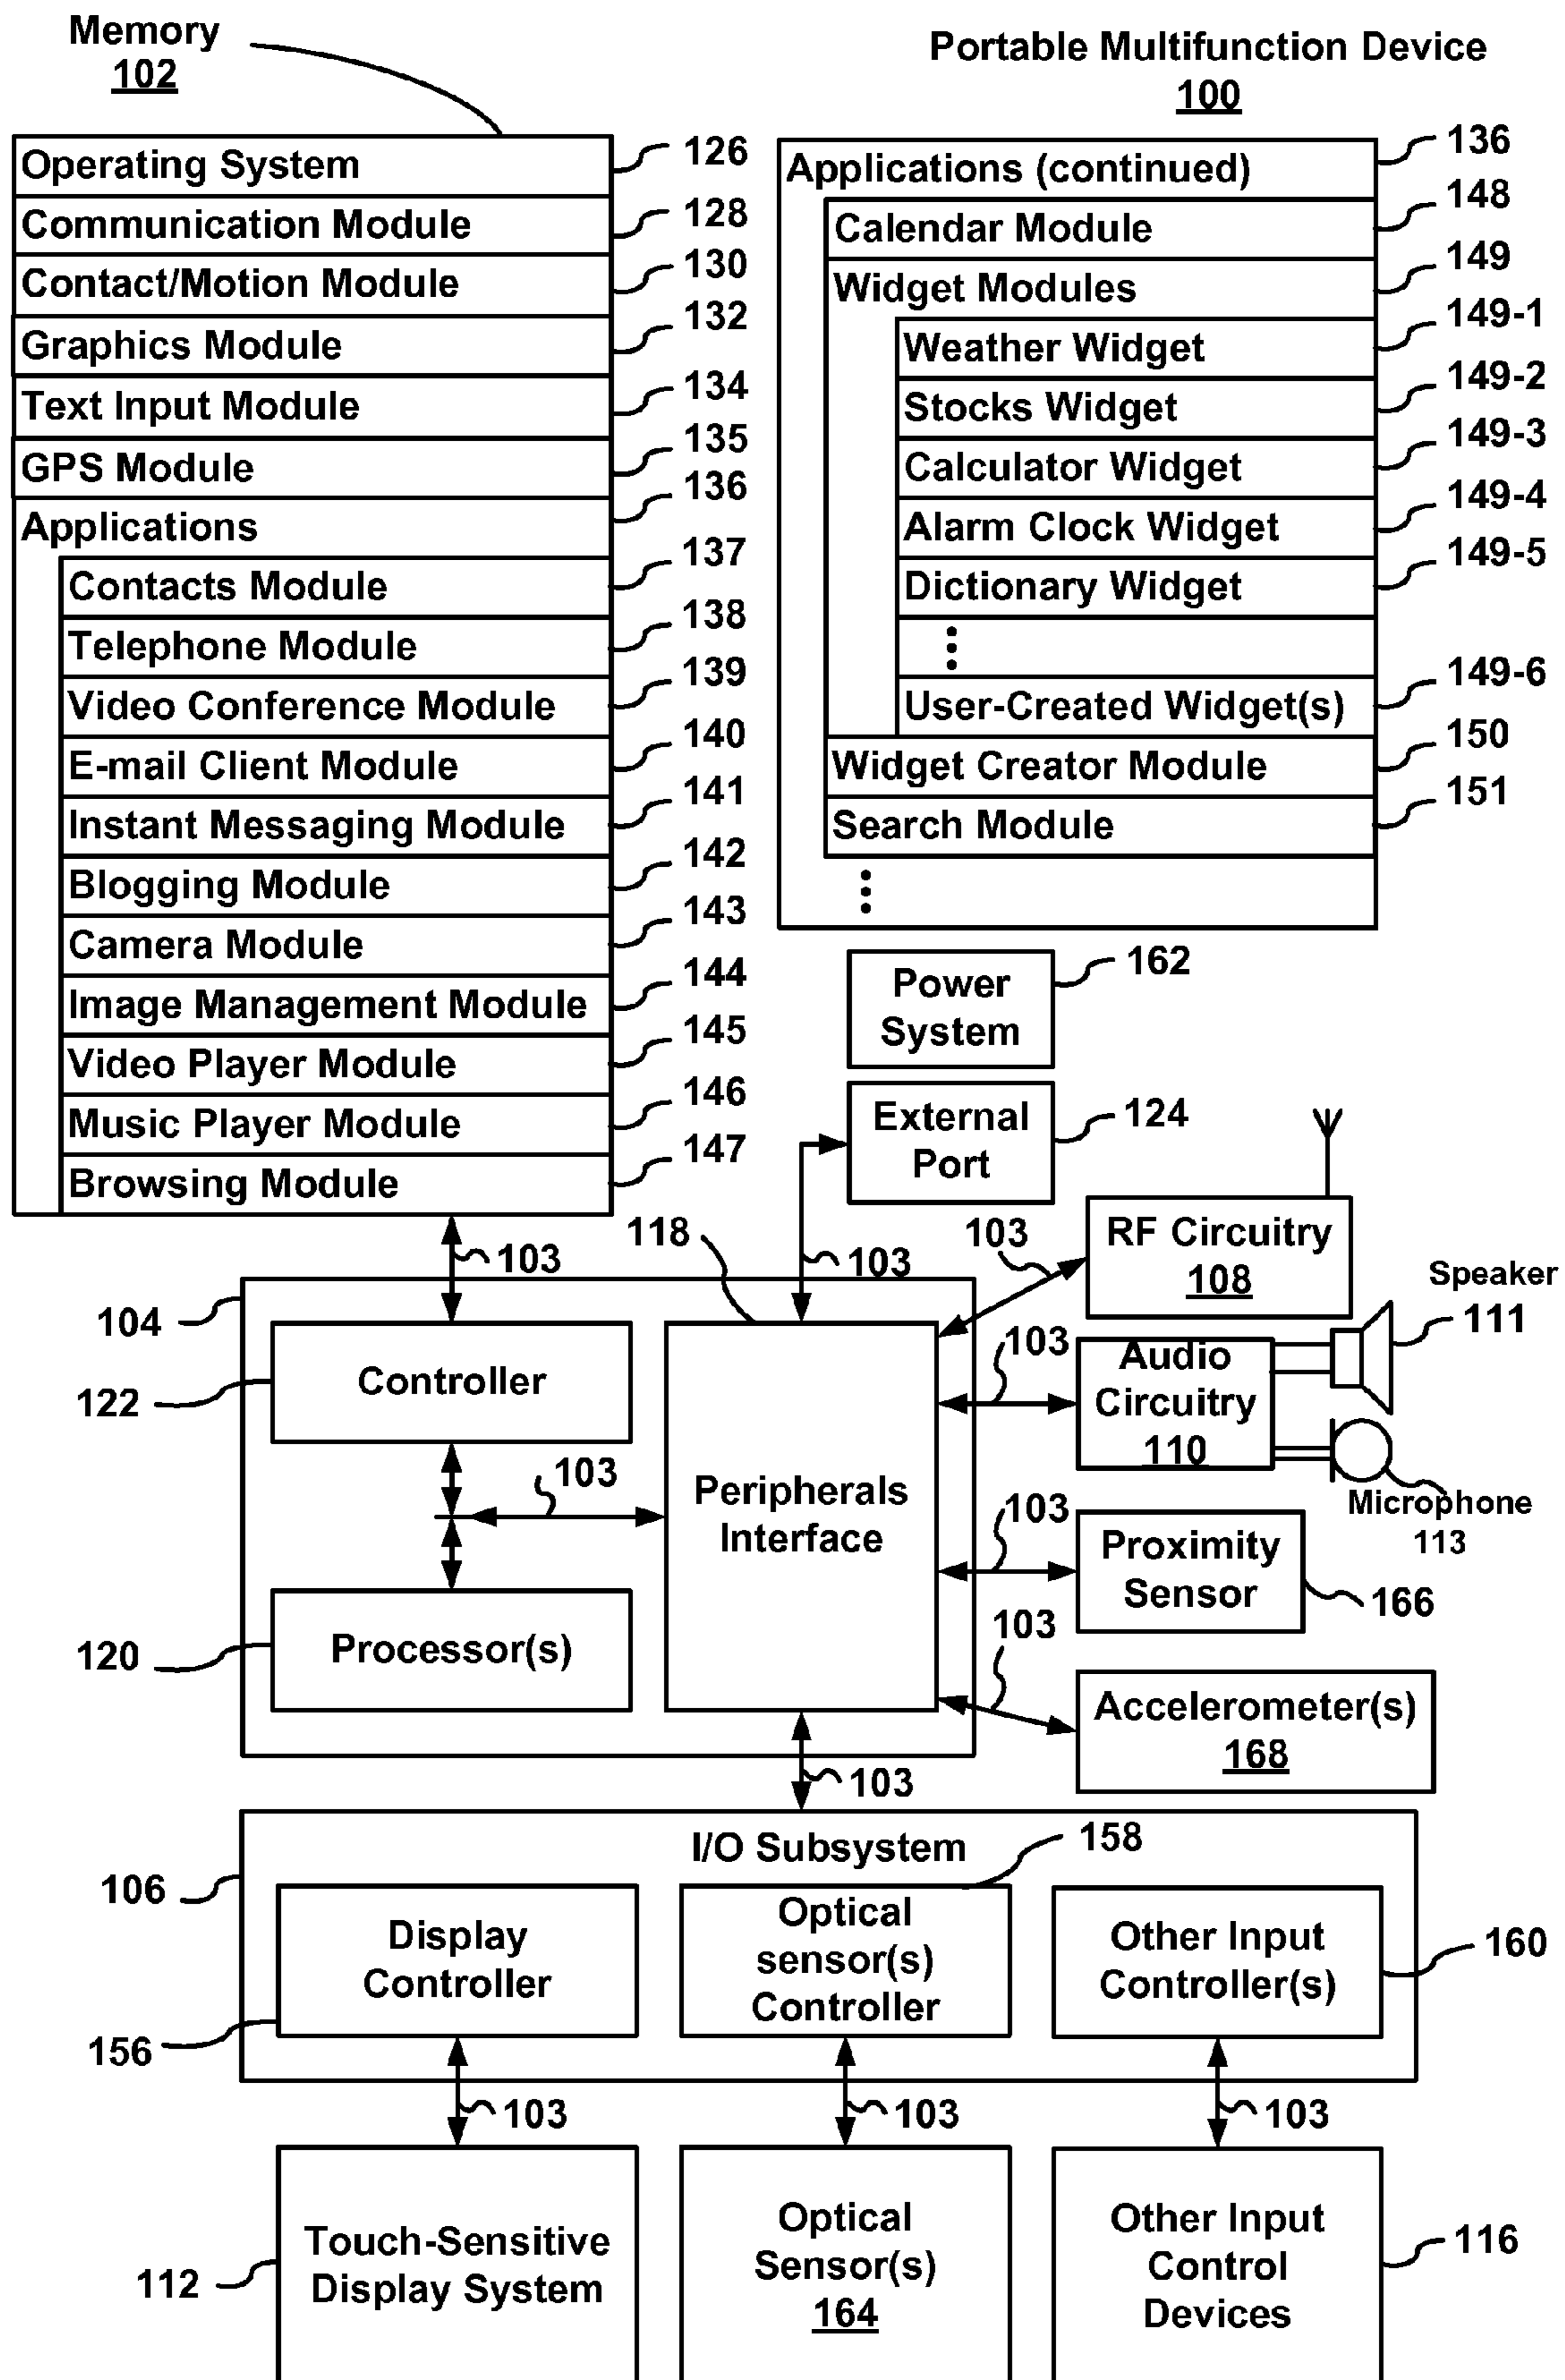 Memory
102
Portable Multifunction Device
100
Operating System
126
Communication Module
128
Contact/Motion Module
130
Graphics Module
132
Text Input Module
134
GPS Module
135
Applications
136
Contacts Module
137
Telephone Module
138
Video Conference Module
139
E-mail Client Module
140
Instant Messaging Module
141
Blogging Module
142
Camera Module
143
Image Management Module
144
Video Player Module
145
Music Player Module
146
Browsing Module
147
Applications (continued)
136
Calendar Module
148
Widget Modules
149
Weather Widget
149-1
Stocks Widget
149-2
Calculator Widget
149-3
Alarm Clock Widget
149-4
Dictionary Widget
149-5
⋮
User-Created Widget(s)
149-6
Widget Creator Module
150
Search Module
151
⋮
Power
System
162
External
Port
124
103
118
103
103
RF Circuitry
108
Speaker
111
104
Controller
122
103
Audio
Circuitry
110
103
Peripherals
Interface
Microphone
113
103
Proximity
Sensor
166
Processor(s)
120
103
Accelerometer(s)
168
103
I/O Subsystem
106
158
Display
Controller
156
Optical
sensor(s)
Controller
Other Input
Controller(s)
160
103
103
103
Touch-Sensitive
Display System
112
Optical
Sensor(s)
164
Other Input
Control
Devices
116